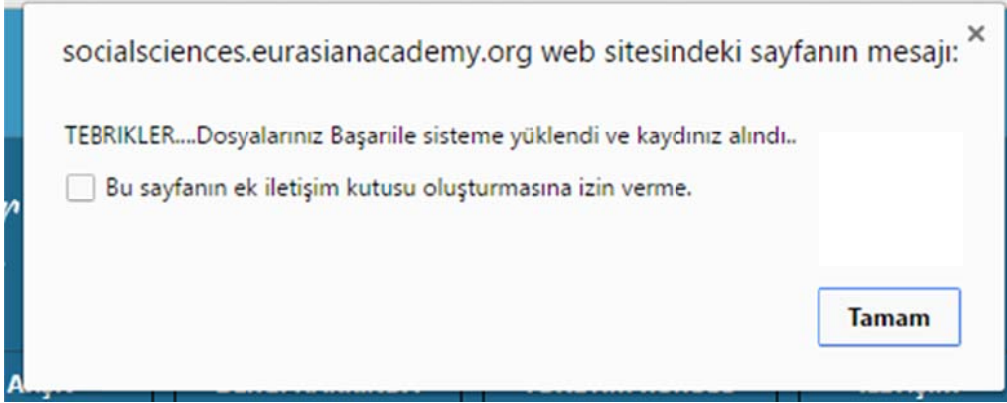 socialsciences.eurasianacademy.org web sitesindeki sayfanın mesajı:
TEBRIKLER....Dosyalarınız Başarıile sisteme yüklendi ve kaydınız alındı..
Bu sayfanın ek iletişim kutusu oluşturmasına izin verme.
Tamam